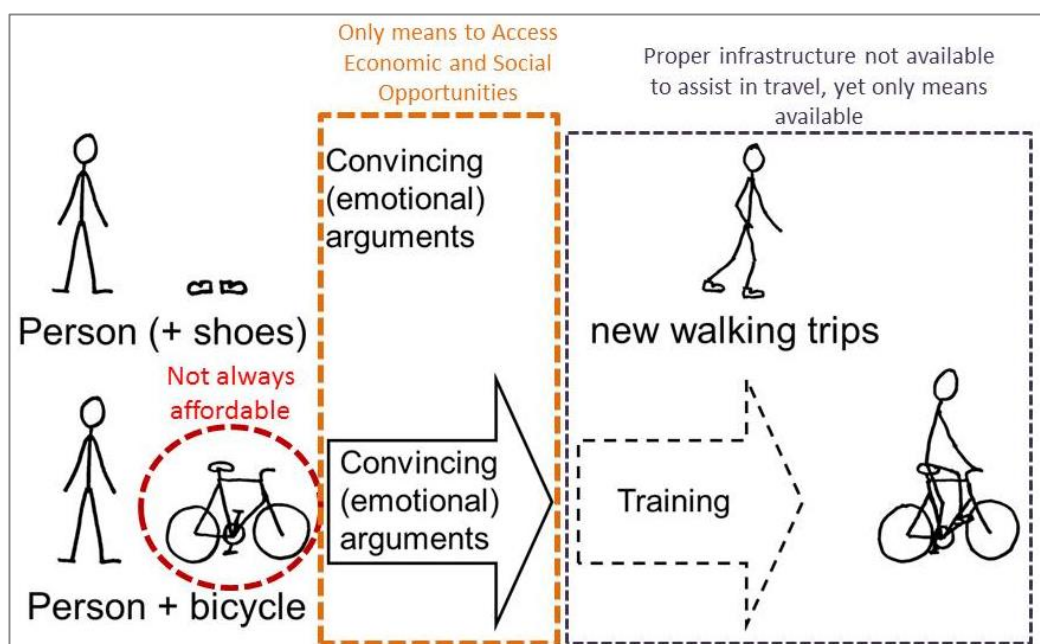 Only means to Access
Economic and Social
Opportunities
Proper infrastructure not available
to assist in travel, yet only means
available
Convincing
(emotional)
arguments
Person (+ shoes)
new walking trips
Not always
affordable
Convincing
(emotional)
arguments
Training
Person + bicycle